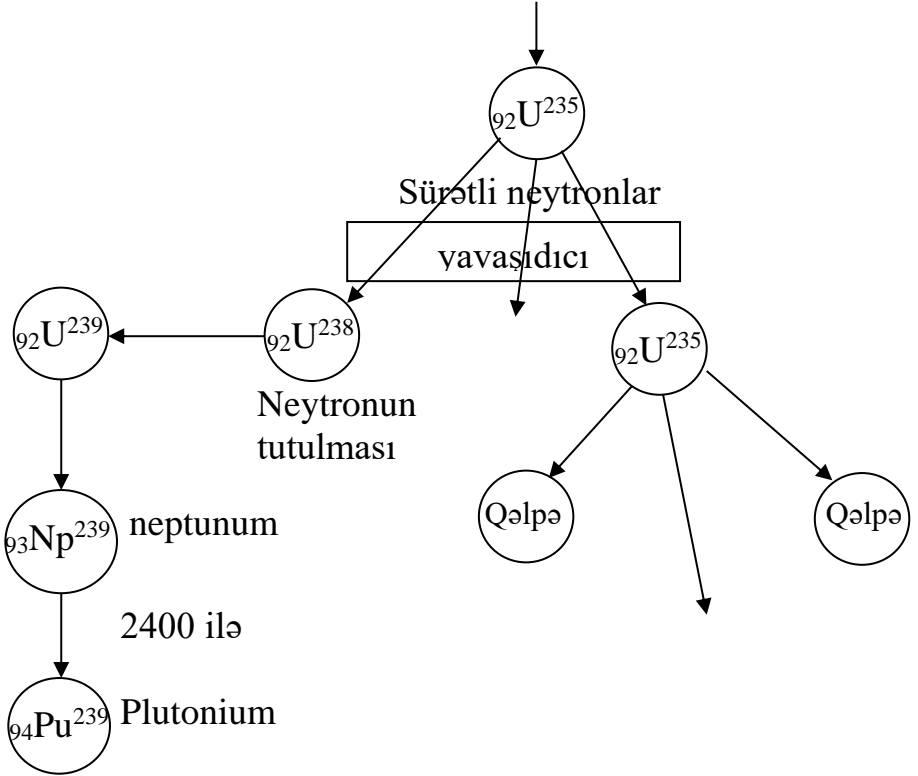 ₉₂U²³⁵
Sürətli neytronlar
yavaşıdıcı
₉₂U²³⁹
₉₂U²³⁸
₉₂U²³⁵
Neytronun
tutulması
Qəlpə
Qəlpə
₉₃Np²³⁹ neptunum
2400 ilə
₉₄Pu²³⁹ Plutonium